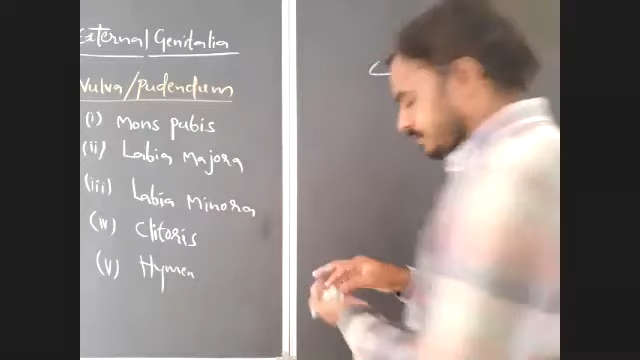 External Genitalia
Vulva/pudendum
(i) Mons pubis
(ii) Labia Majora
(iii) Labia Minora
(iv) Clitoris
(v) Hymen